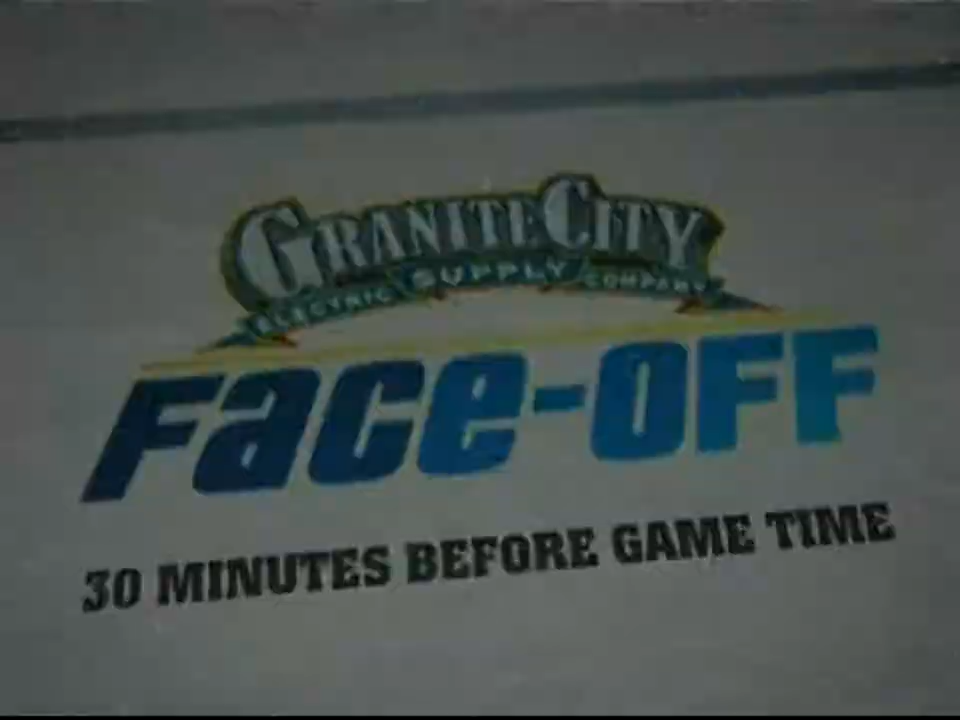 GRANITE CITY
ELECTRIC SUPPLY COMPANY
FACE-OFF
30 MINUTES BEFORE GAME TIME